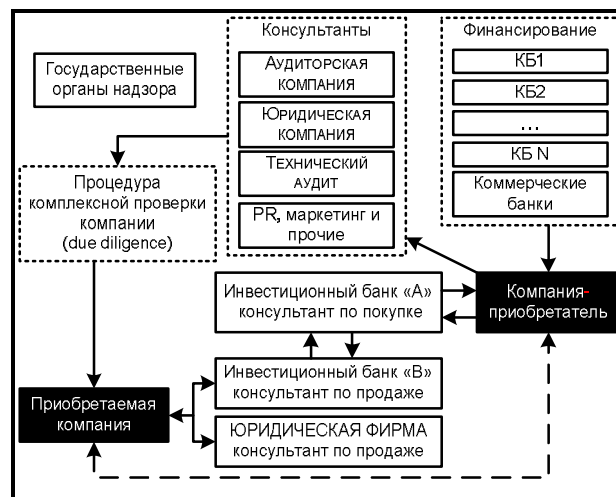 Государственные
органы надзора
Консультанты
АУДИТОРСКАЯ
КОМПАНИЯ
ЮРИДИЧЕСКАЯ
КОМПАНИЯ
ТЕХНИЧЕСКИЙ
АУДИТ
PR, маркетинг и
прочие
Финансирование
КБ1
КБ2
...
КБ N
Коммерческие
банки
Процедура
комплексной проверки
компании
(due diligence)
Инвестиционный банк «А»
консультант по покупке
Компания-
приобретатель
Инвестиционный банк «В»
консультант по продаже
Приобретаемая
компания
ЮРИДИЧЕСКАЯ ФИРМА
консультант по продаже